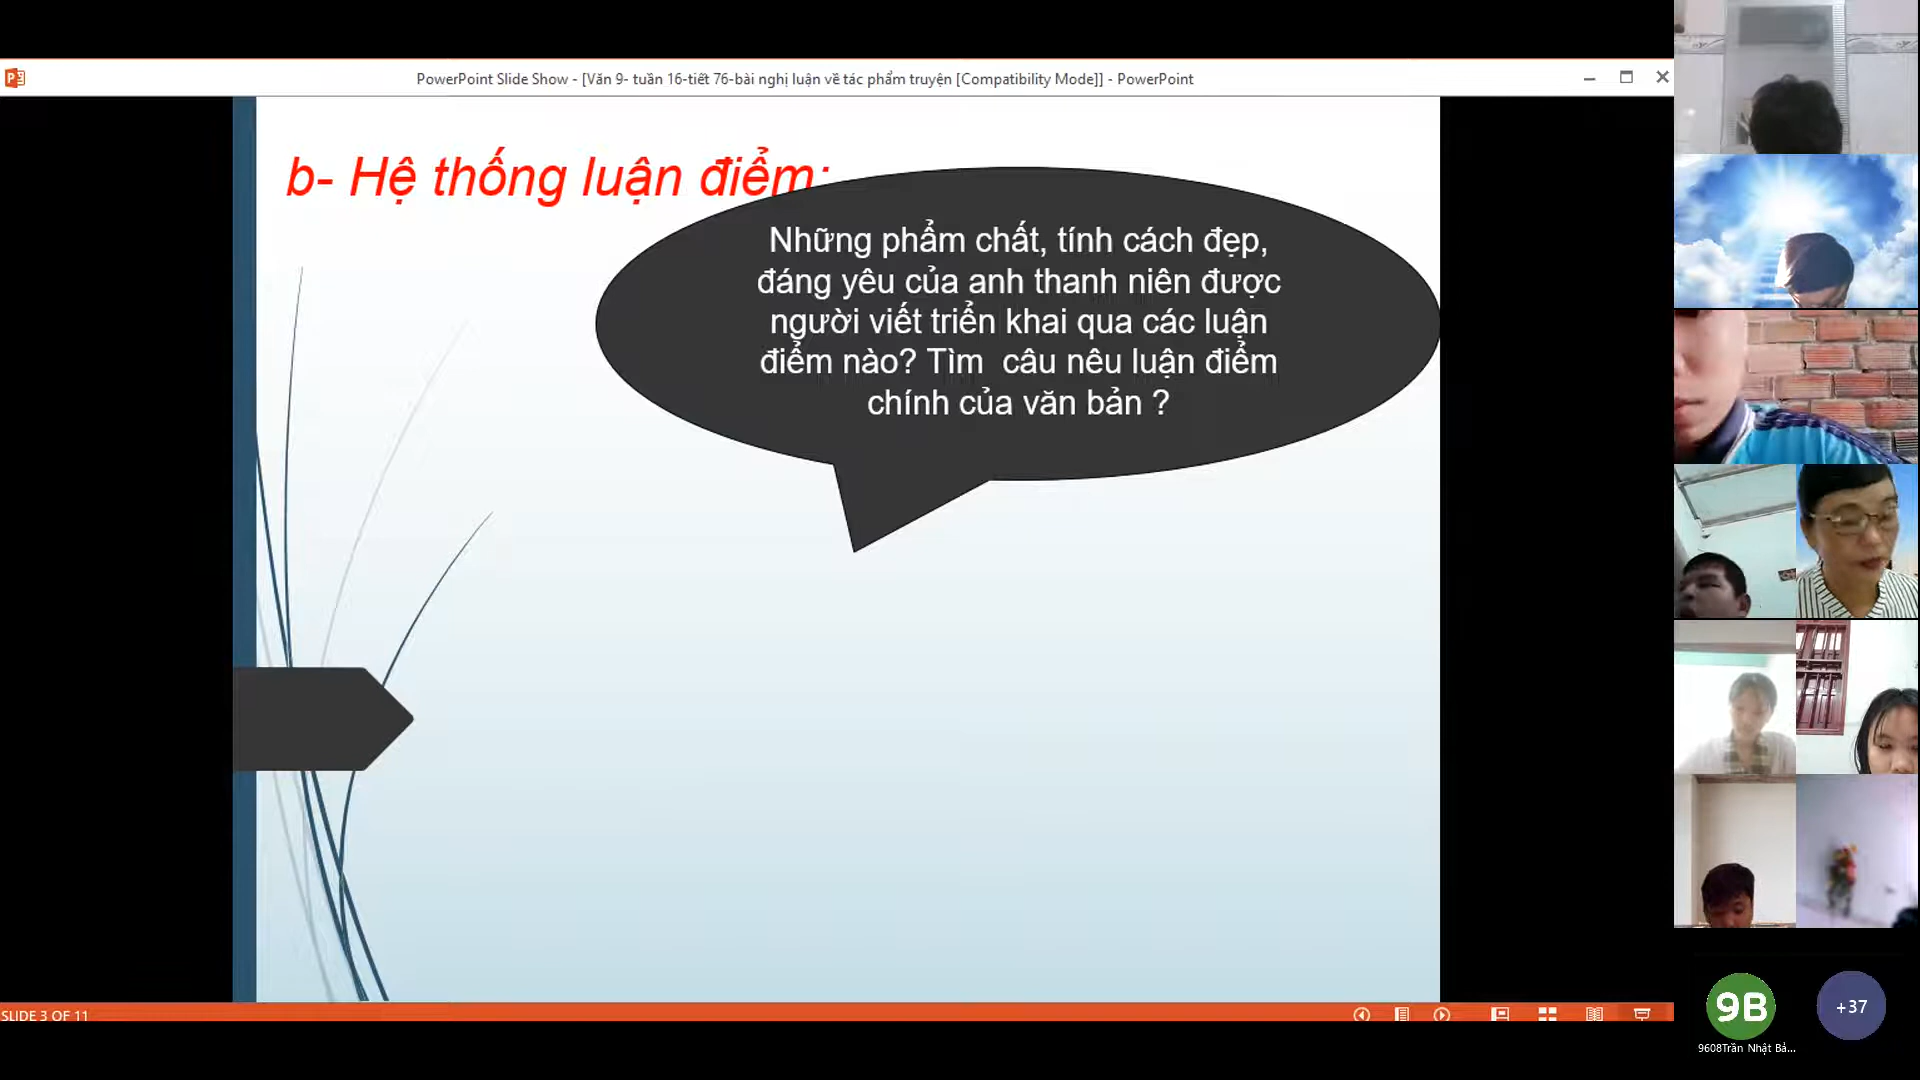 PowerPoint Slide Show - [Văn 9- tuần 16-tiết 76-bài nghị luận về tác phẩm truyện [Compatibility Mode]] - PowerPoint
b- Hệ thống luận điểm:
Những phẩm chất, tính cách đẹp,
đáng yêu của anh thanh niên được
người viết triển khai qua các luận
điểm nào? Tìm câu nêu luận điểm
chính của văn bản ?
SLIDE 3 OF 11
9B
+37
9608Trần Nhật Bả...